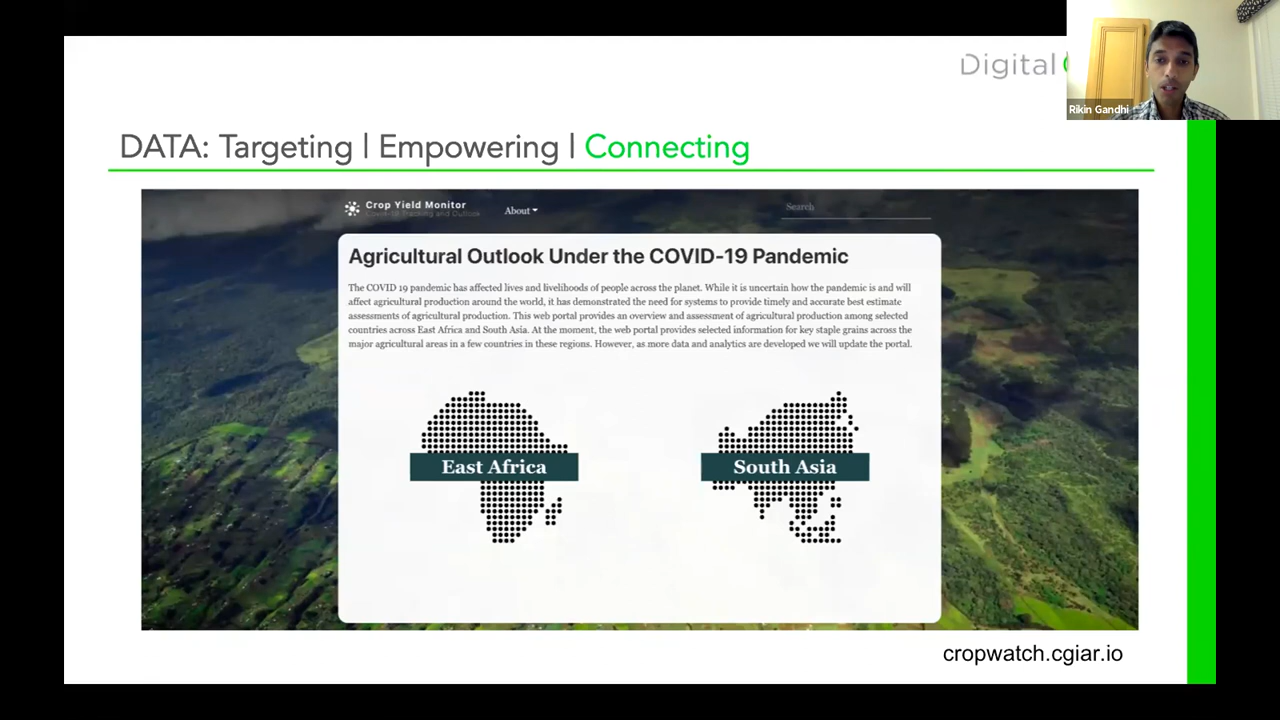 Digital
Rikin Gandhi
DATA: Targeting | Empowering | Connecting
Crop Yield Monitor
Covid-19 Tracking and Outlook
About
Search
Agricultural Outlook Under the COVID-19 Pandemic
The COVID 19 pandemic has affected lives and livelihoods of people across the planet. While it is uncertain how the pandemic is and will
affect agricultural production around the world, it has demonstrated the need for systems to provide timely and accurate best estimate
assessments of agricultural production. This web portal provides an overview and assessment of agricultural production among selected
countries across East Africa and South Asia. At the moment, the web portal provides selected information for key staple grains across the
major agricultural areas in a few countries in these regions. However, as more data and analytics are developed we will update the portal.
East Africa
South Asia
cropwatch.cgiar.io